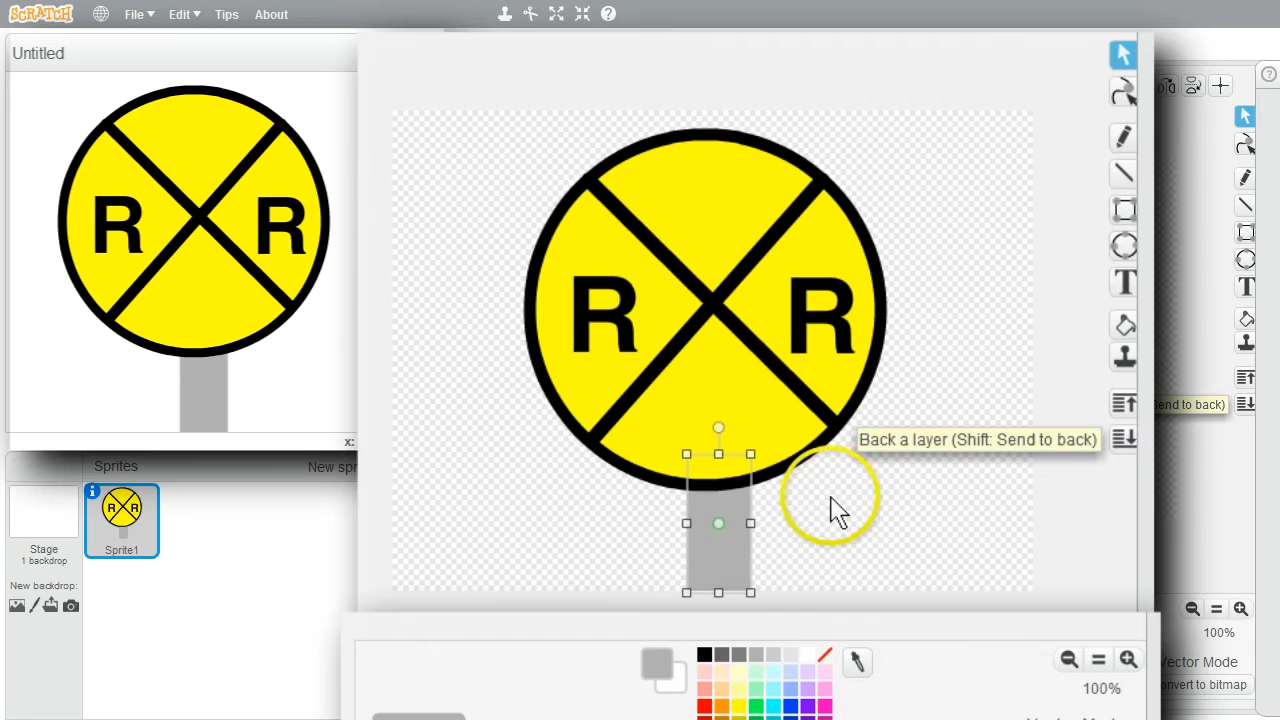 SCRATCH
File Edit Tips About
Untitled
R R
R R
T
T
Back a layer (Shift: Send to back)
Send to back)
x:
Sprites New spr
R R
Stage
1 backdrop
Sprite1
New backdrop:
100%
100%
Vector Mode
onvert to bitmap